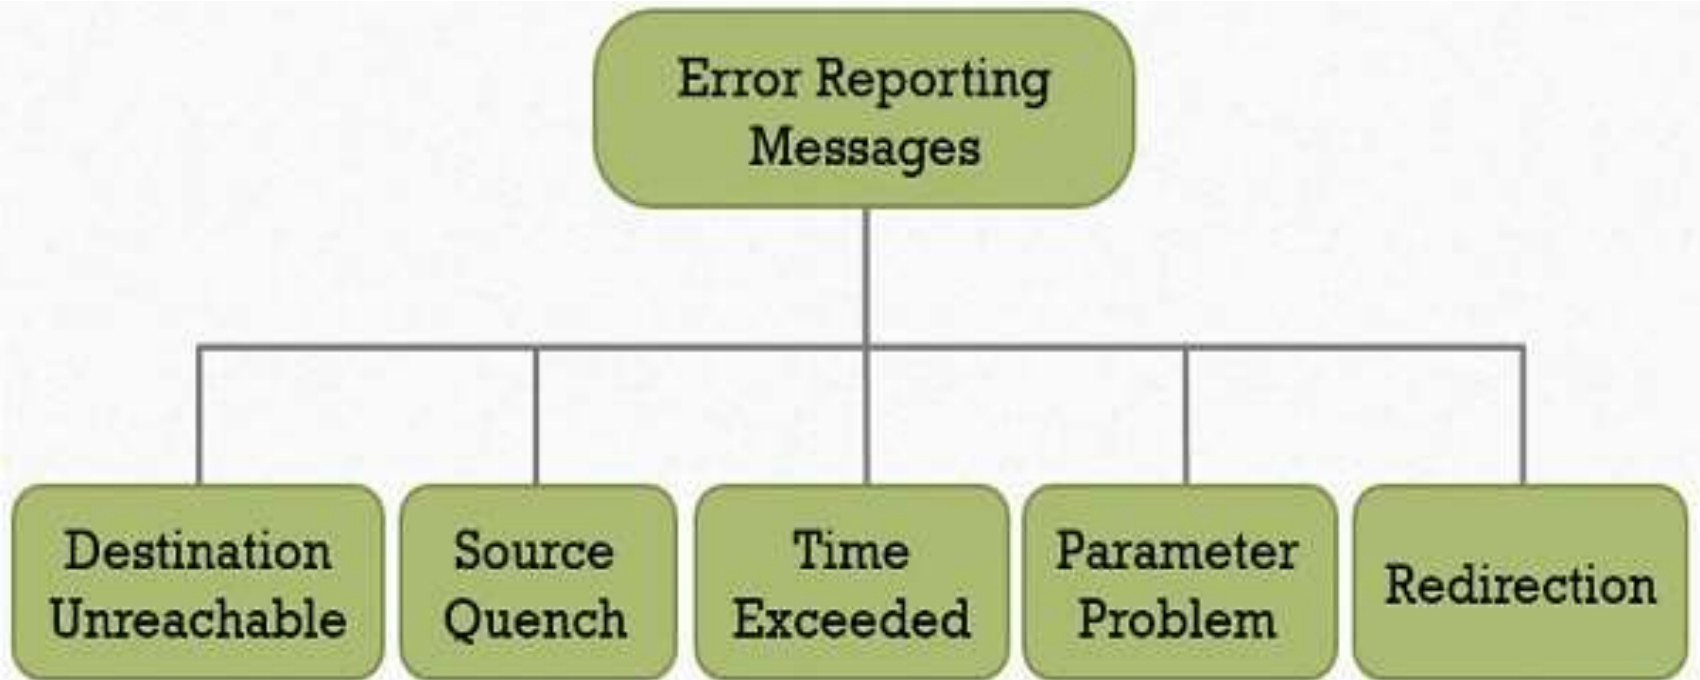 Error Reporting
Messages
Destination
Unreachable
Source
Quench
Time
Exceeded
Parameter
Problem
Redirection